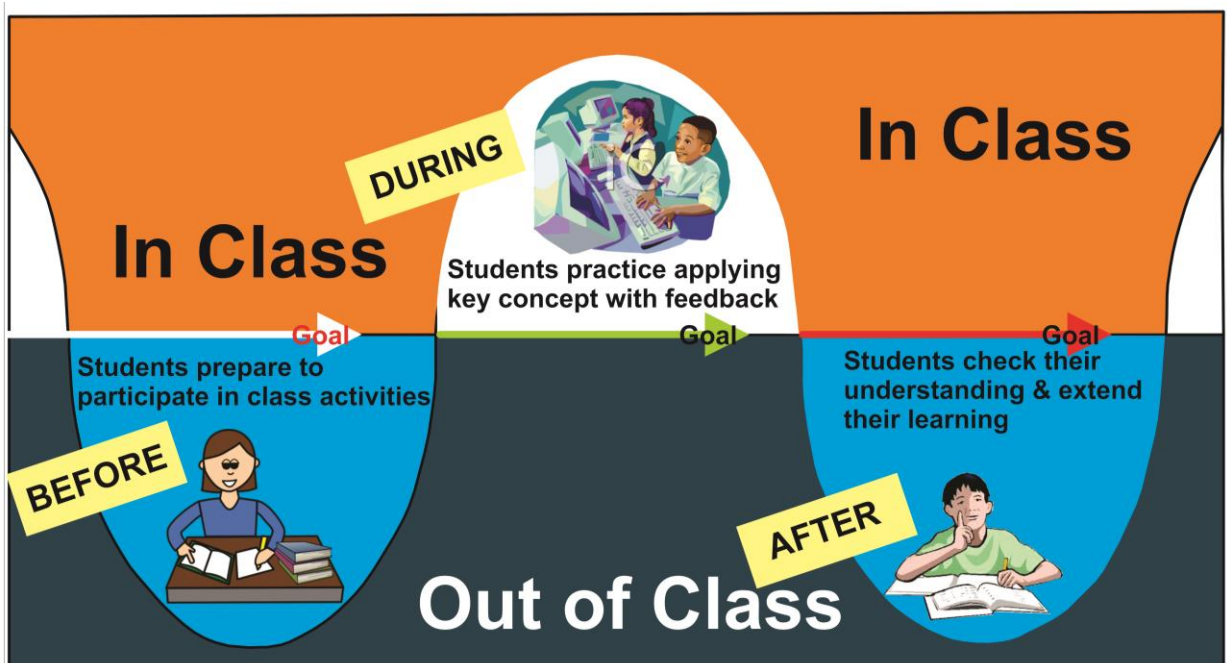 In Class
Goal
Students prepare to
participate in class activities
BEFORE
DURING
Students practice applying
key concept with feedback
Goal
In Class
Goal
Students check their
understanding & extend
their learning
AFTER
Out of Class